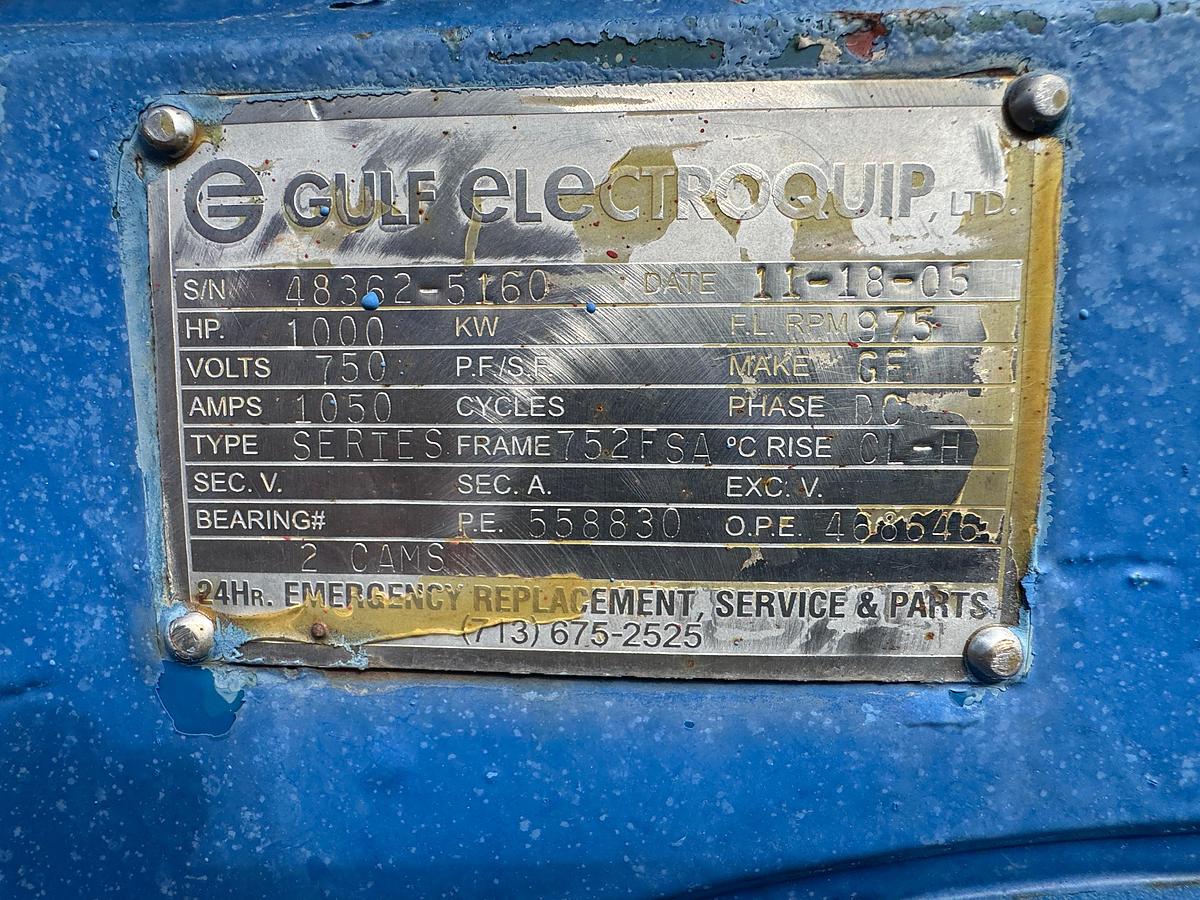 GULF ELECTROQUIP, LTD.
S/N 48362-5160 DATE 11-18-05
HP. 1000 KW F.L. RPM 975
VOLTS 750 P.F./S.F. MAKE GE
AMPS 1050 CYCLES PHASE DC
TYPE SERIES FRAME 752FSA ºC RISE CL-H
SEC. V. SEC. A. EXC. V.
BEARING# P.E. 558830 O.P.E. 468646
2 CAMS
24HR. EMERGENCY REPLACEMENT, SERVICE & PARTS
(713) 675-2525